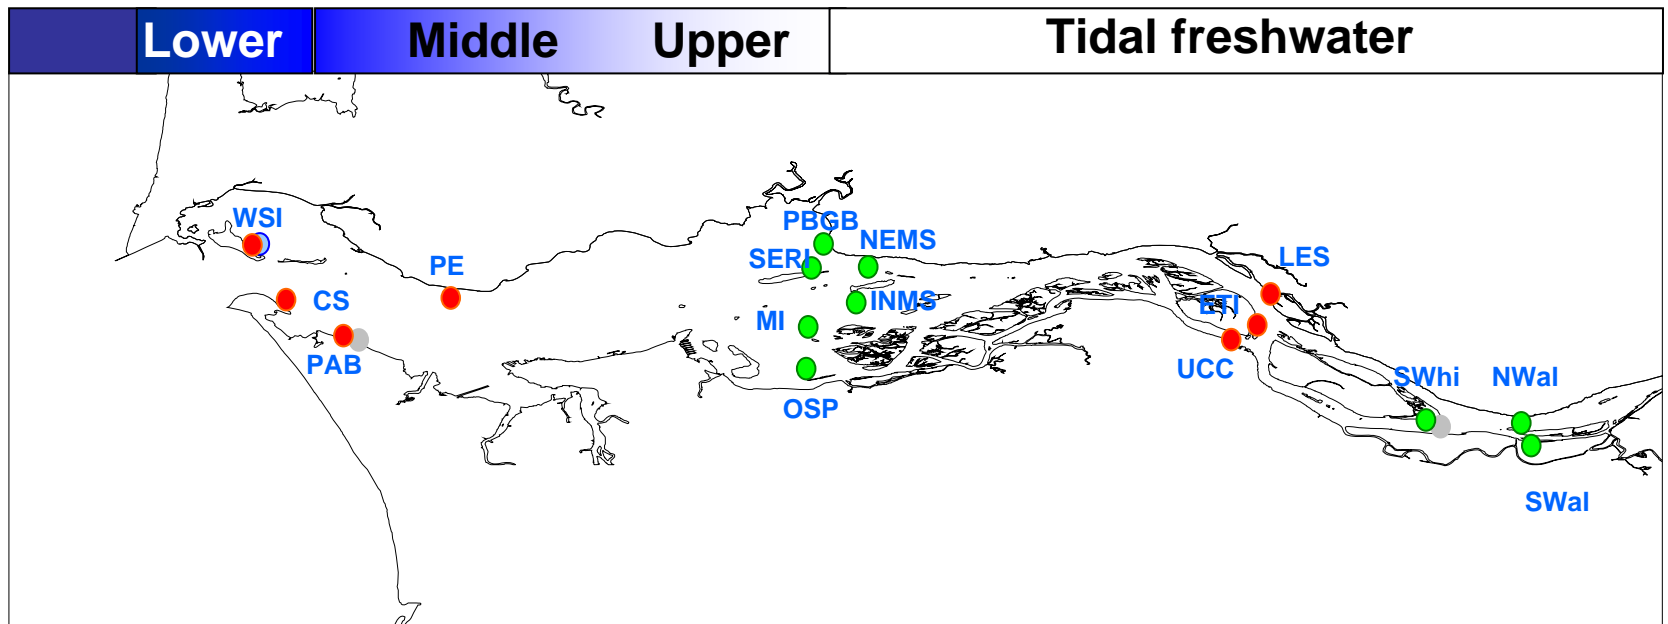 Lower Middle Upper Tidal freshwater
WSI
PBGB
NEMS
SERI
PE
LES
CS
INMS
ETI
MI
PAB
UCC
SWhi
NWal
OSP
SWal